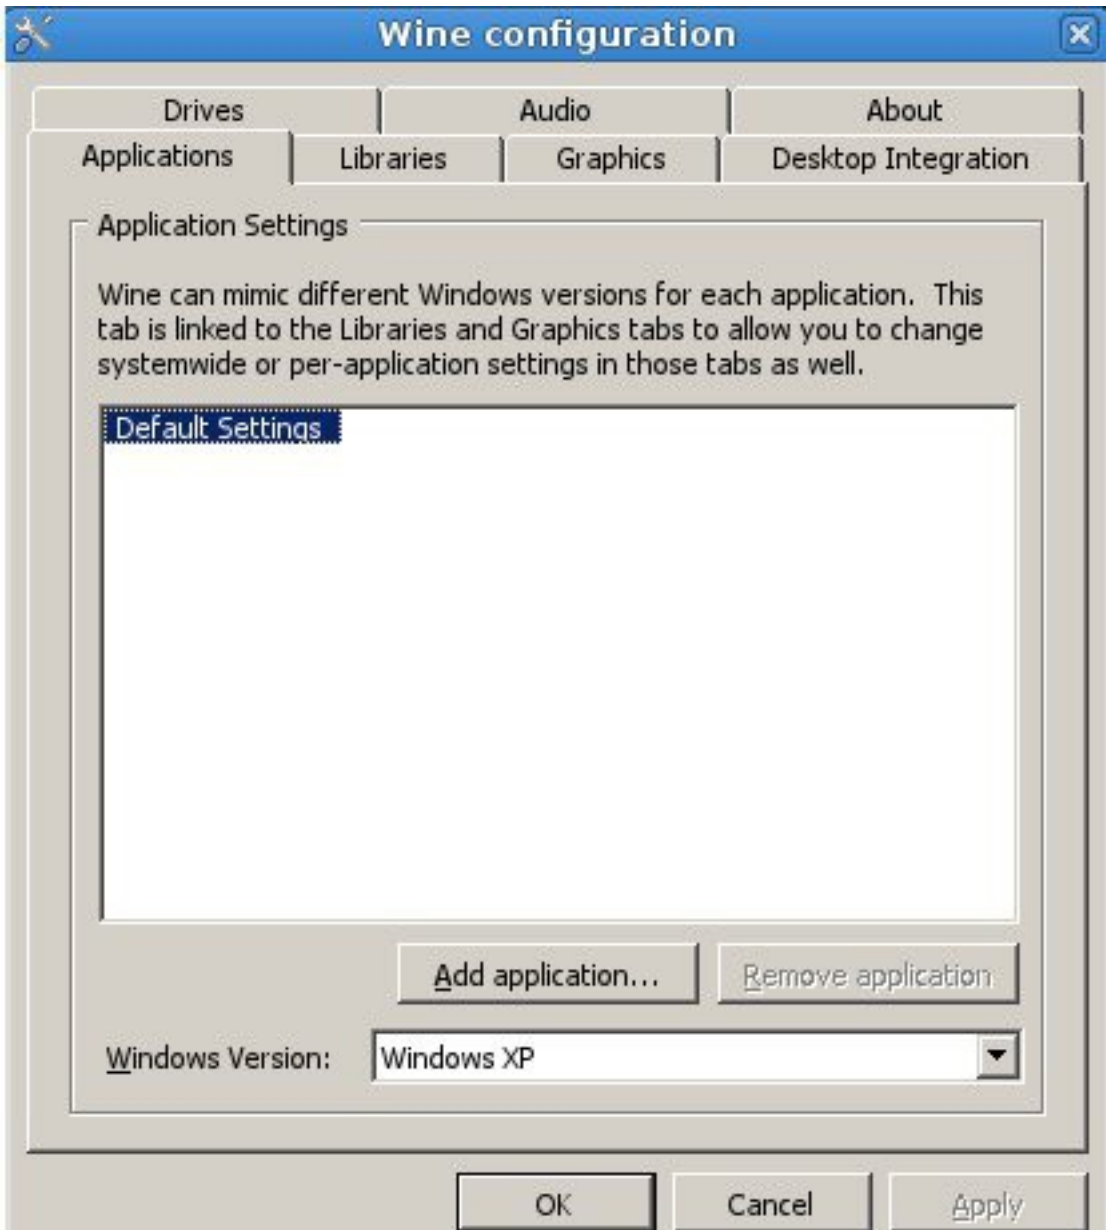 Wine configuration
Drives Audio About
Applications Libraries Graphics Desktop Integration
Application Settings
Wine can mimic different Windows versions for each application.  This
tab is linked to the Libraries and Graphics tabs to allow you to change
systemwide or per-application settings in those tabs as well.
Default Settings
Add application... Remove application
Windows Version: Windows XP
OK Cancel Apply